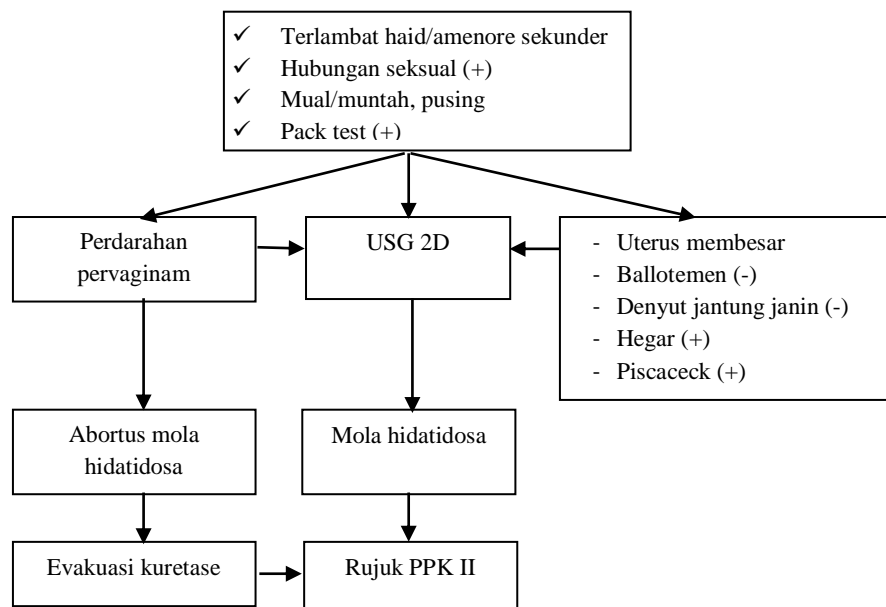 ✓ Terlambat haid/amenore sekunder
✓ Hubungan seksual (+)
✓ Mual/muntah, pusing
✓ Pack test (+)
Perdarahan
pervaginam
USG 2D
- Uterus membesar
- Ballotemen (-)
- Denyut jantung janin (-)
- Hegar (+)
- Piscaceck (+)
Abortus mola
hidatidosa
Mola hidatidosa
Evakuasi kuretase
Rujuk PPK II